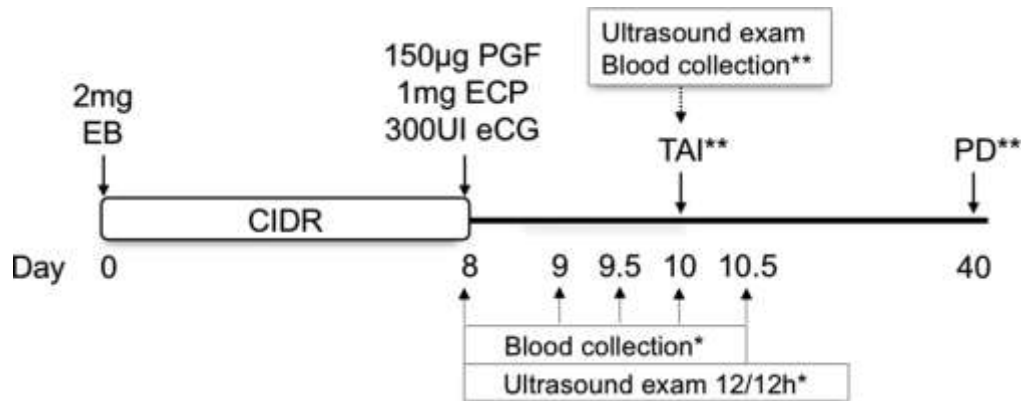 Ultrasound exam
Blood collection**
150µg PGF
1mg ECP
300UI eCG
2mg
EB
TAI**
PD**
CIDR
Day 0 8 9 9.5 10 10.5 40
Blood collection*
Ultrasound exam 12/12h*